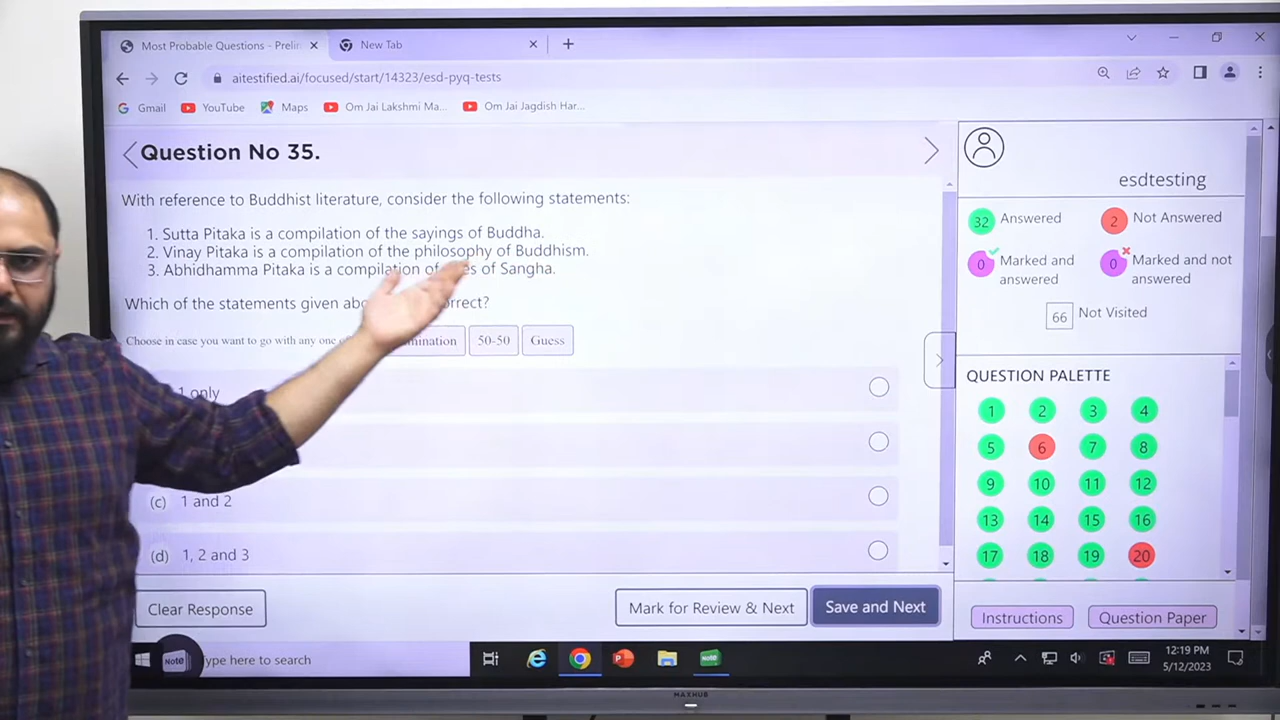 Most Probable Questions - Prelin
New Tab
aitestified.ai/focused/start/14323/esd-pyq-tests
Gmail YouTube Maps Om Jai Lakshmi Ma... Om Jai Jagdish Har...
Question No 35.
With reference to Buddhist literature, consider the following statements:
1. Sutta Pitaka is a compilation of the sayings of Buddha.
2. Vinay Pitaka is a compilation of the philosophy of Buddhism.
3. Abhidhamma Pitaka is a compilation of of Sangha.
Which of the statements given
Choose in case you want to go with any one 50-50 Guess
1 only
(c) 1 and 2
(d) 1, 2 and 3
Clear Response
Mark for Review & Next
Save and Next
esdtesting
32 Answered
2 Not Answered
0 Marked and answered
0 Marked and not answered
66 Not Visited
QUESTION PALETTE
1 2 3 4
5 6 7 8
9 10 11 12
13 14 15 16
17 18 19 20
Instructions
Question Paper
Note
ype here to search
Note
12:19 PM
5/12/2023
MAXHUB